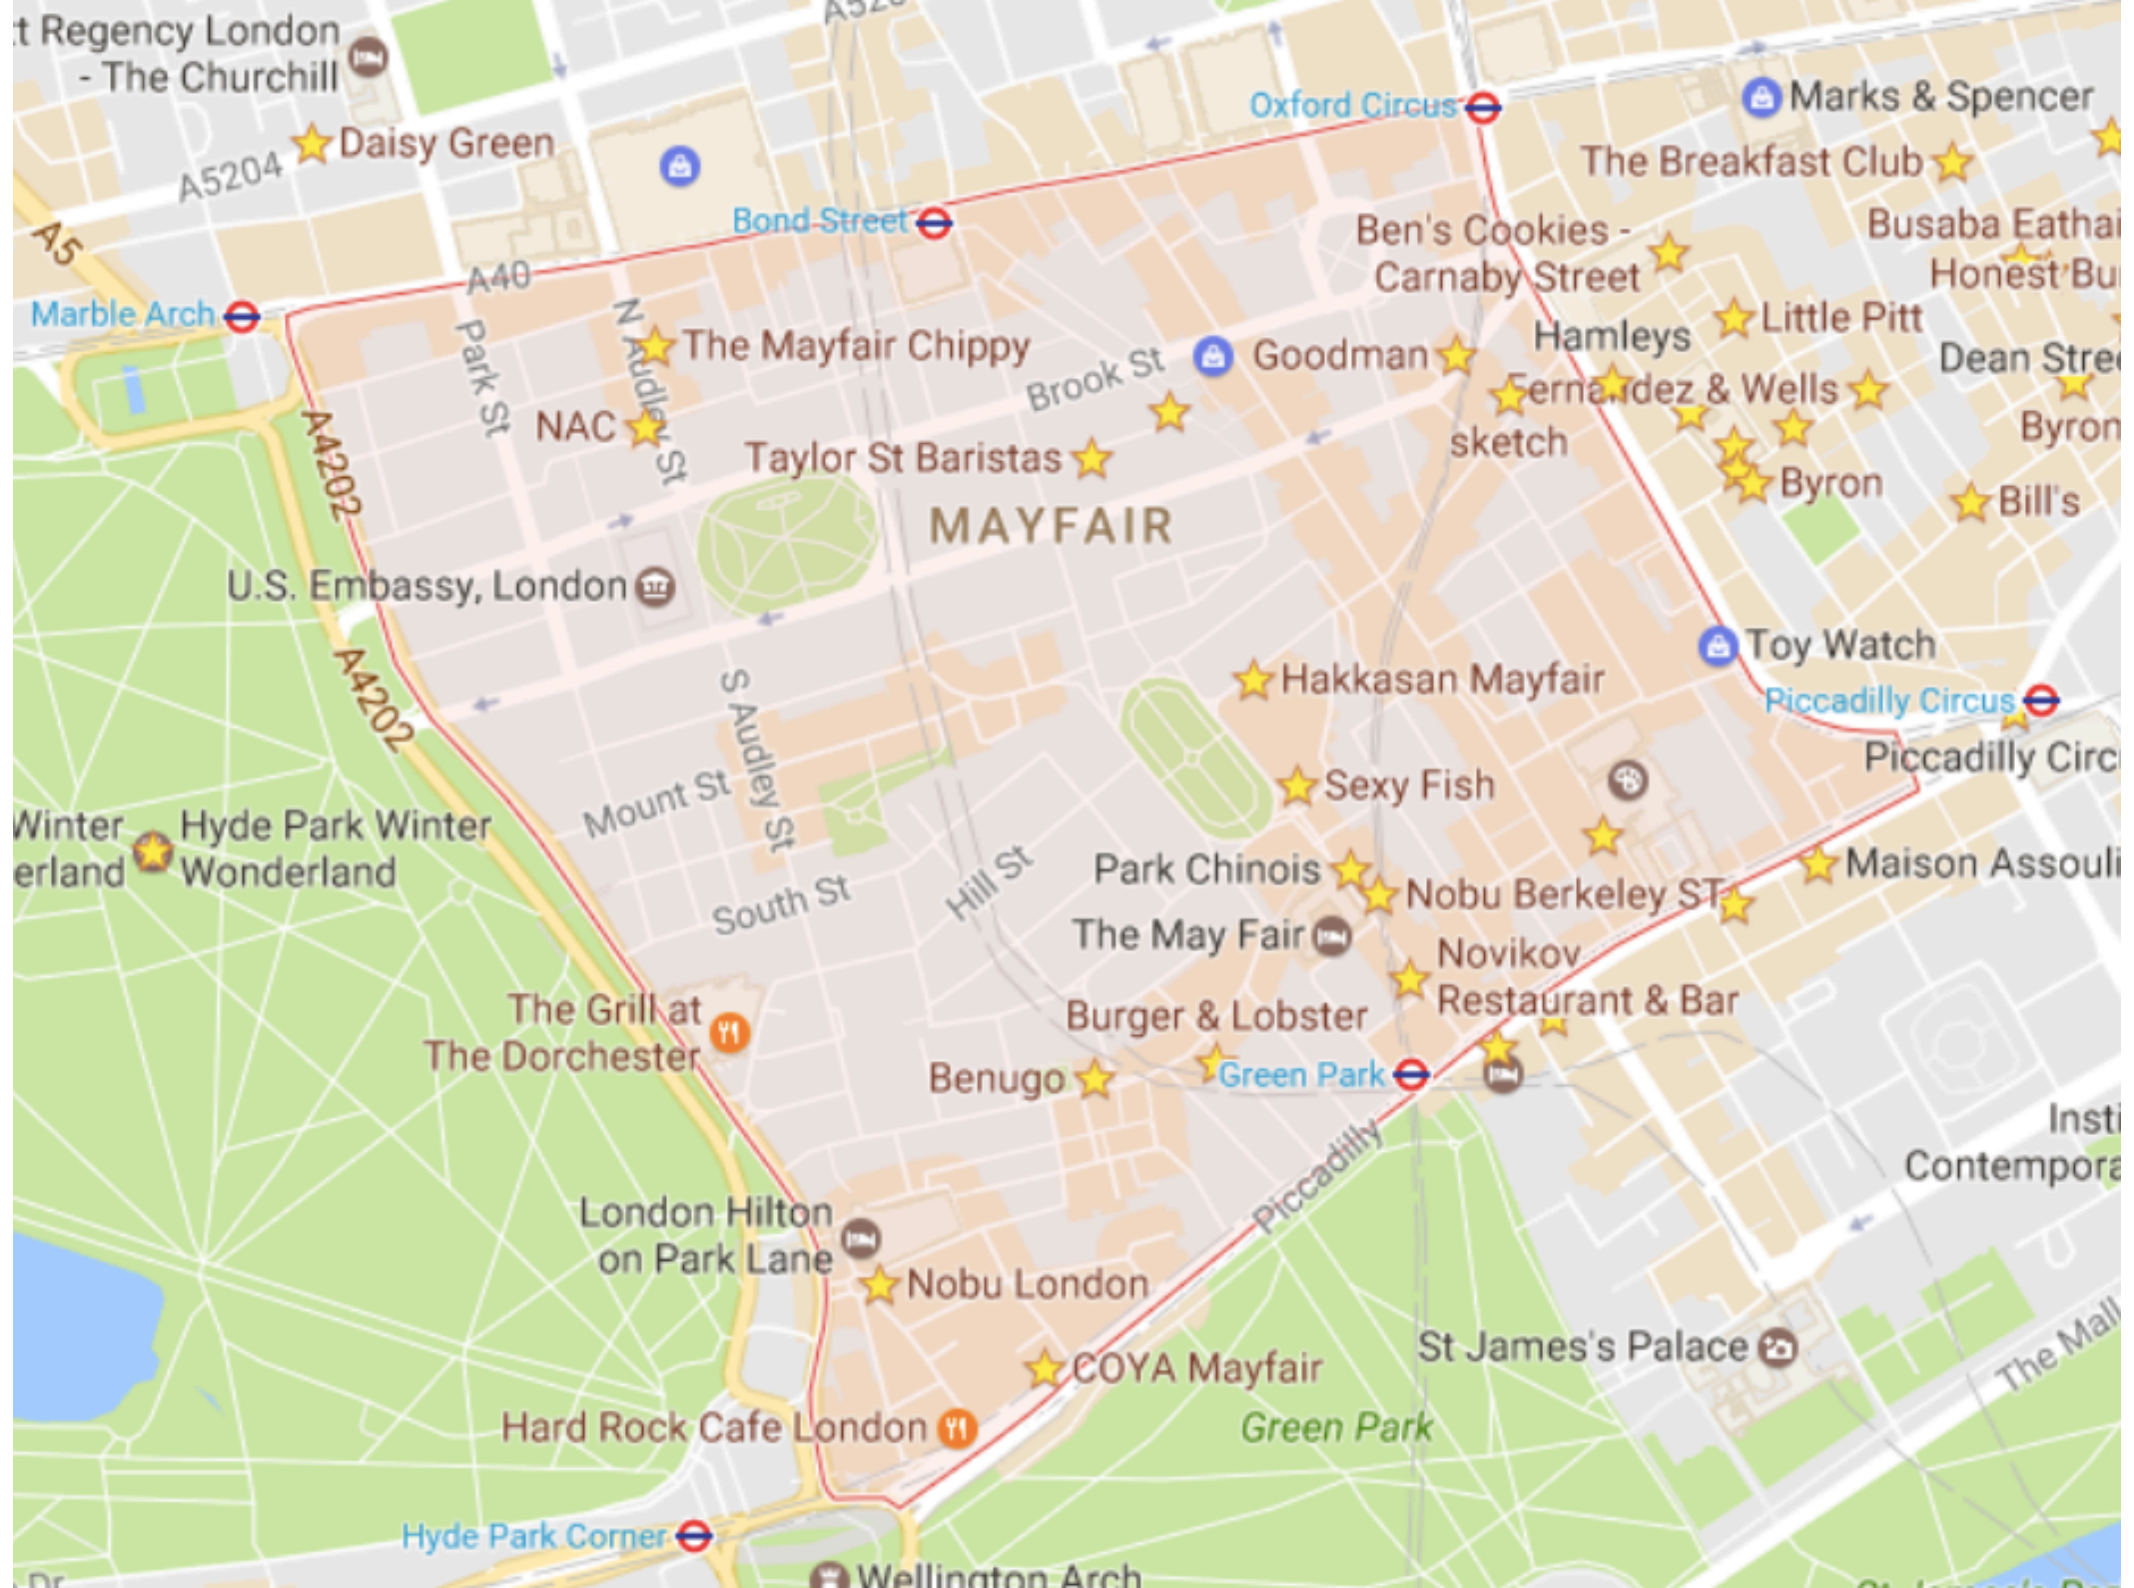 t Regency London
- The Churchill
Daisy Green
A5204
A5
Oxford Circus
Marks & Spencer
The Breakfast Club
Bond Street
Ben's Cookies -
Carnaby Street
Busaba Eathai
Honest Bu
A40
Marble Arch
Park St
N Audley St
The Mayfair Chippy
Brook St
Goodman
Hamleys
Little Pitt
Dean Stree
Fernandez & Wells
sketch
Byron
A4202
NAC
Taylor St Baristas
MAYFAIR
Byron
Bill's
U.S. Embassy, London
A4202
S Audley St
Hakkasan Mayfair
Toy Watch
Piccadilly Circus
Piccadilly Circ
Mount St
Sexy Fish
Winter
erland
Hyde Park Winter
Wonderland
South St
Hill St
Park Chinois
Nobu Berkeley ST
Maison Assouli
The May Fair
Novikov
Restaurant & Bar
The Grill at
The Dorchester
Burger & Lobster
Benugo
Green Park
Piccadilly
Insti
Contempora
London Hilton
on Park Lane
Nobu London
COYA Mayfair
St James's Palace
The Mall
Hard Rock Cafe London
Green Park
Hyde Park Corner
Wellington Arch